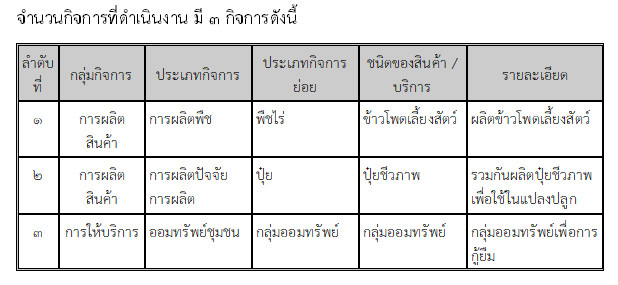 จำนวนกิจการที่ดำเนินงาน มี ๓ กิจการดังนี้
ลำดับที่ กลุ่มกิจการ ประเภทกิจการ ประเภทกิจการย่อย ชนิดของสินค้า / บริการ รายละเอียด
๑ การผลิตสินค้า การผลิตพืช พืชไร่ ข้าวโพดเลี้ยงสัตว์ ผลิตข้าวโพดเลี้ยงสัตว์
๒ การผลิตสินค้า การผลิตปัจจัยการผลิต ปุ๋ย ปุ๋ยชีวภาพ รวมกันผลิตปุ๋ยชีวภาพเพื่อใช้ในแปลงปลูก
๓ การให้บริการ ออมทรัพย์ชุมชน กลุ่มออมทรัพย์ กลุ่มออมทรัพย์ กลุ่มออมทรัพย์เพื่อการกู้ยืม